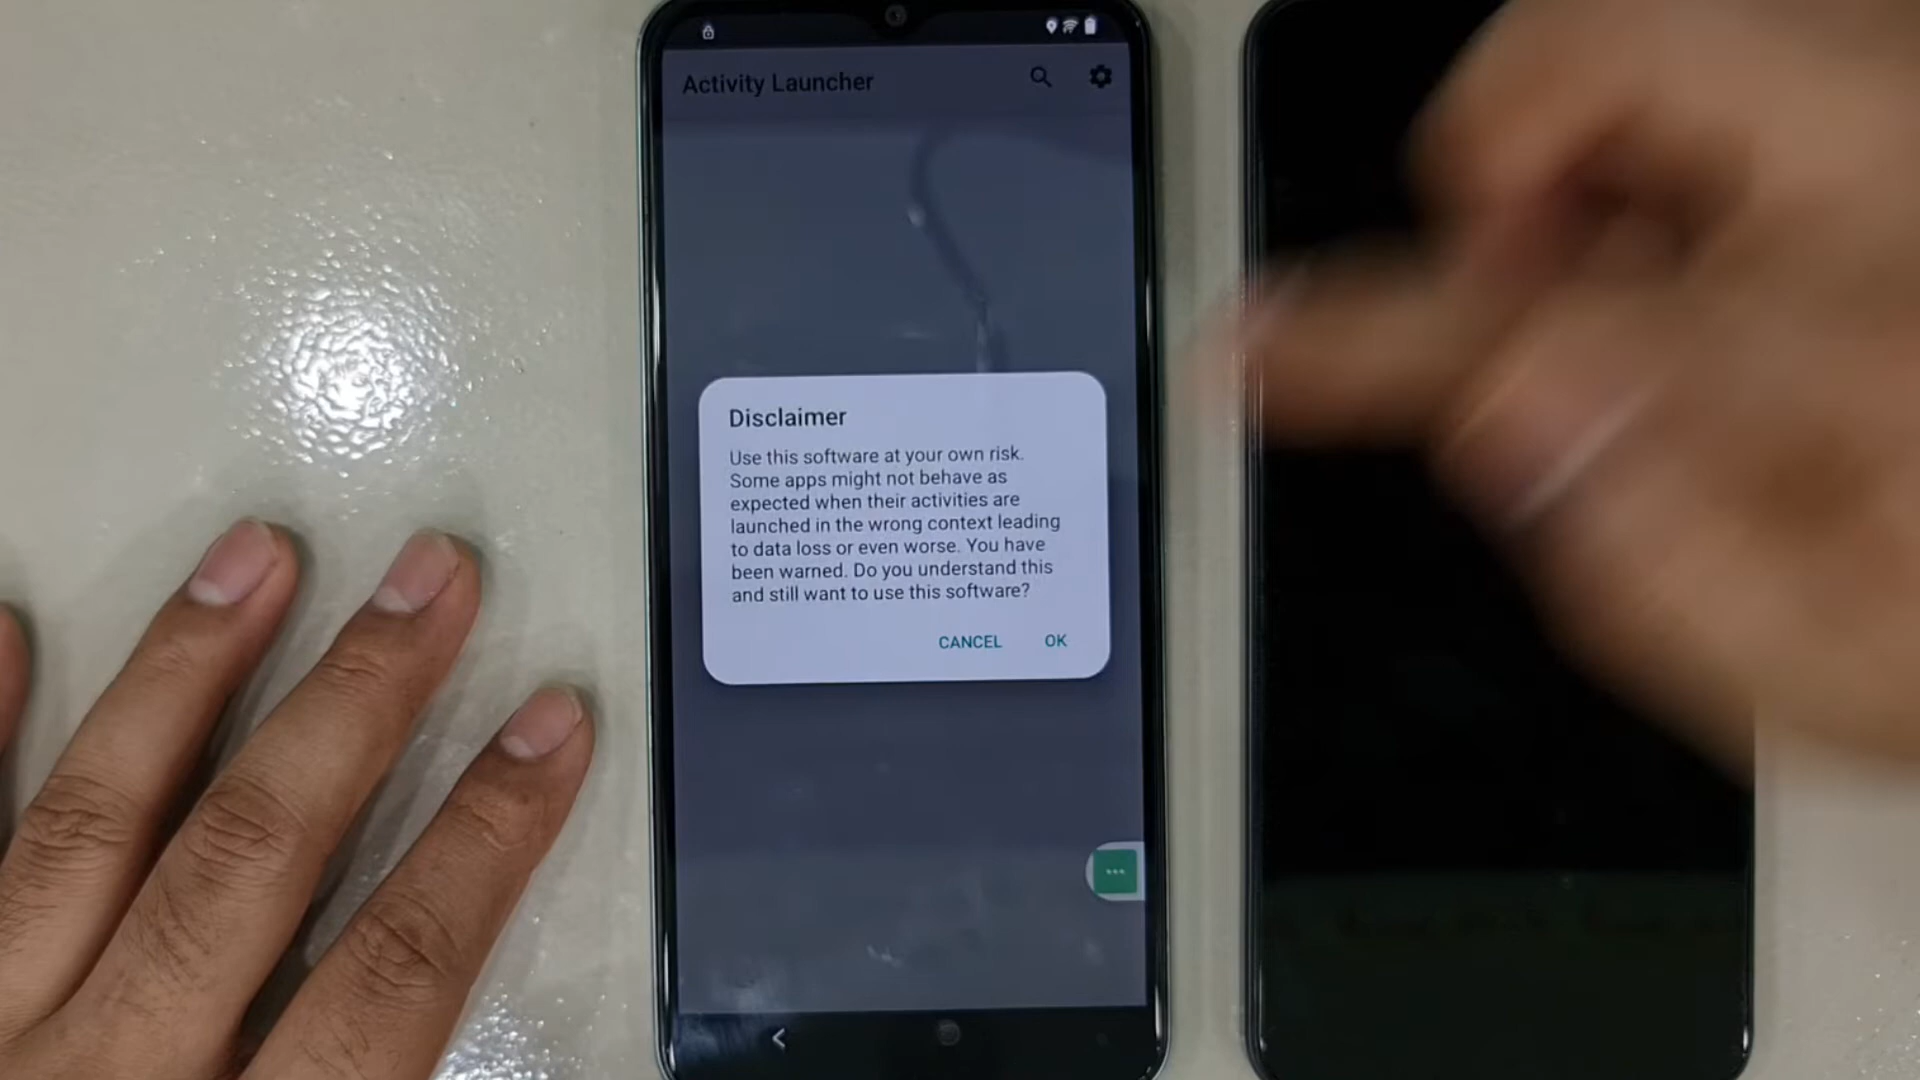 Activity Launcher
Disclaimer
Use this software at your own risk.
Some apps might not behave as
expected when their activities are
launched in the wrong context leading
to data loss or even worse. You have
been warned. Do you understand this
and still want to use this software?
CANCEL OK